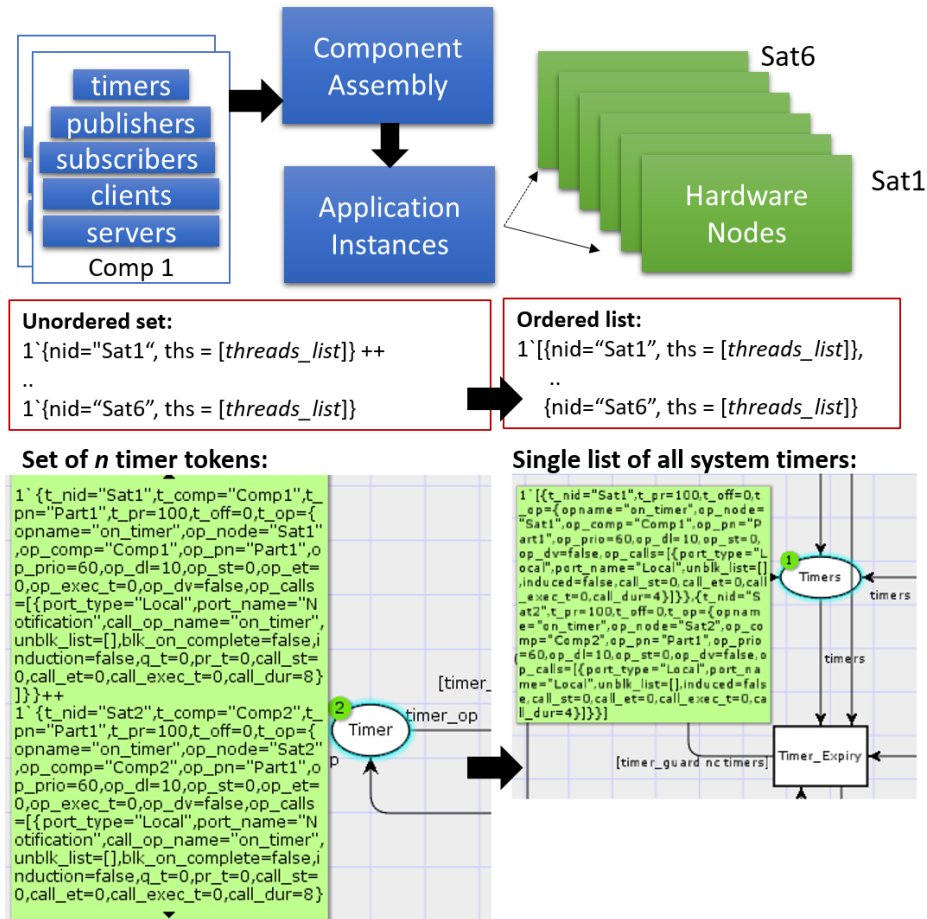 timers
publishers
subscribers
clients
servers
Comp 1
Component
Assembly
Application
Instances
Sat6
Sat1
Hardware
Nodes
Unordered set:
1`{nid="Sat1“, ths = [threads_list]} ++
..
1`{nid=“Sat6”, ths = [threads_list]}
Ordered list:
1`[{nid=“Sat1”, ths = [threads_list]},
..
{nid=“Sat6”, ths = [threads_list]}
Set of n timer tokens:
1`{t_nid="Sat1",t_comp="Comp1",t_
pn="Part1",t_pr=100,t_off=0,t_op={
opname="on_timer",op_node="Sat1"
,op_comp="Comp1",op_pn="Part1",o
p_prio=60,op_dl=10,op_st=0,op_et=
0,op_exec_t=0,op_dv=false,op_calls
=[{port_type="Local",port_name="N
otification",call_op_name="on_timer",
unblk_list=[],blk_on_complete=false,i
nduction=false,q_t=0,pr_t=0,call_st=
0,call_et=0,call_exec_t=0,call_dur=8}
]}}++
1`{t_nid="Sat2",t_comp="Comp2",t_
pn="Part1",t_pr=100,t_off=0,t_op={
opname="on_timer",op_node="Sat2"
,op_comp="Comp2",op_pn="Part1",o
p_prio=60,op_dl=10,op_st=0,op_et=
0,op_exec_t=0,op_dv=false,op_calls
=[{port_type="Local",port_name="N
otification",call_op_name="on_timer",
unblk_list=[],blk_on_complete=false,i
nduction=false,q_t=0,pr_t=0,call_st=
0,call_et=0,call_exec_t=0,call_dur=8}
2
Timer
[timer_
timer_op
p
Single list of all system timers:
1`[{t_nid="Sat1",t_pr=100,t_off=0,t_
op={opname="on_timer",op_node=
"Sat1",op_comp="Comp1",op_pn="P
art1",op_prio=60,op_dl=10,op_st=0,
op_dv=false,op_calls=[{port_type="Lo
cal",port_name="Local",unblk_list=[]
,induced=false,call_st=0,call_et=0,call
_exec_t=0,call_dur=4}]}},{t_nid="S
at2",t_pr=100,t_off=0,t_op={opnam
e="on_timer",op_node="Sat2",op_co
mp="Comp2",op_pn="Part1",op_prio
=60,op_dl=10,op_st=0,op_dv=false,o
p_calls=[{port_type="Local",port_na
me="Local",unblk_list=[],induced=fals
e,call_st=0,call_et=0,call_exec_t=0,ca
ll_dur=4}]}}]
1
Timers
timers
timers
[timer_guard nc timers]
Timer_Expiry